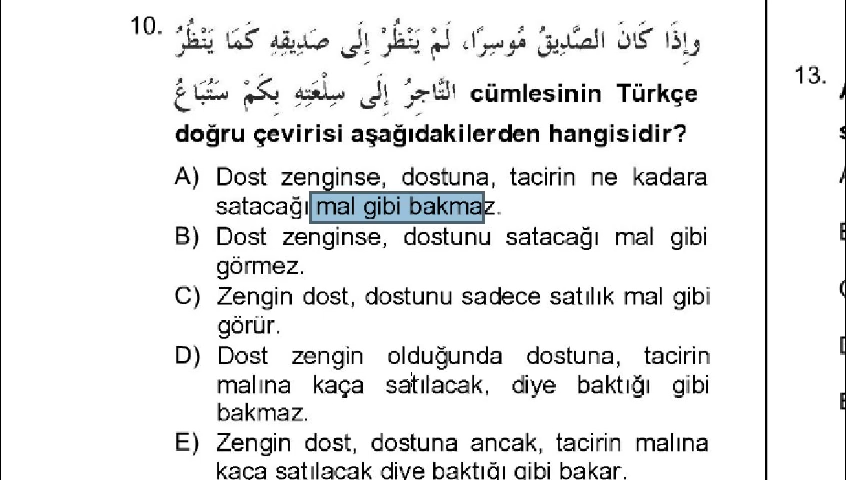 10. وإِذَا كَانَ الصَّدِيقُ مُوسِرًا، لَمْ يَنْظُرْ إِلَى صَدِيقِهِ كَمَا يَنْظُرُ
التَّاجِرُ إِلَى سِلْعَتِهِ بِكَمْ سَتُبَاعُ cümlesinin Türkçe
doğru çevirisi aşağıdakilerden hangisidir?
A) Dost zenginse, dostuna, tacirin ne kadara
satacağı mal gibi bakmaz.
B) Dost zenginse, dostunu satacağı mal gibi
görmez.
C) Zengin dost, dostunu sadece satılık mal gibi
görür.
D) Dost zengin olduğunda dostuna, tacirin
malına kaça satılacak, diye baktığı gibi
bakmaz.
E) Zengin dost, dostuna ancak, tacirin malına
kaça satılacak diye baktığı gibi bakar.
13.